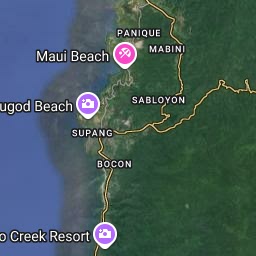 PANIQUE
Maui Beach
MABINI
ugod Beach
SABLOYON
SUPANG
BOCON
o Creek Resort